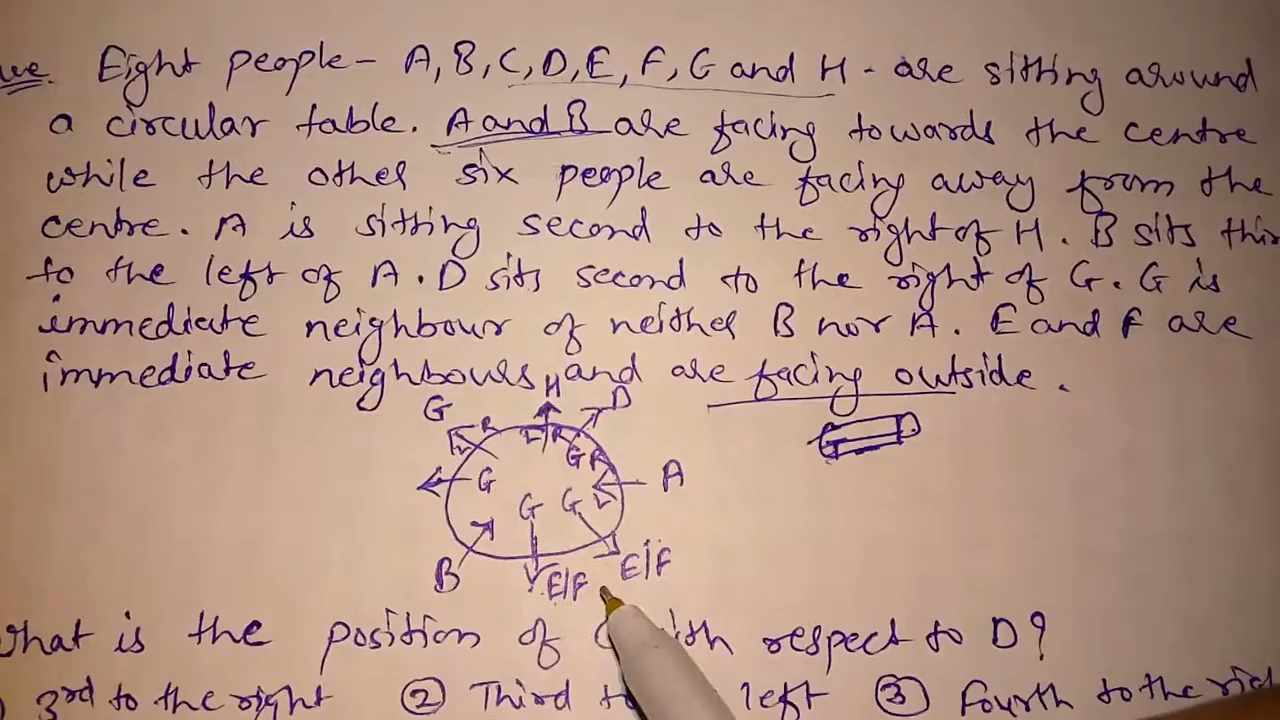 Eight people - A, B, C, D, E, F, G and H - are sitting around
a circular table. A and B are facing towards the centre
while the other six people are facing away from the
centre. A is sitting second to the right of H. B sits
to the left of A. D sits second to the right of G. G is
immediate neighbour of neither B nor A. E and F are
immediate neighbours, and are facing outside.
H
G D
R L R
G R
G A
G G
B E/F E/F
What is the position of with respect to D?
3rd to the right ② Third left ③ Fourth to the